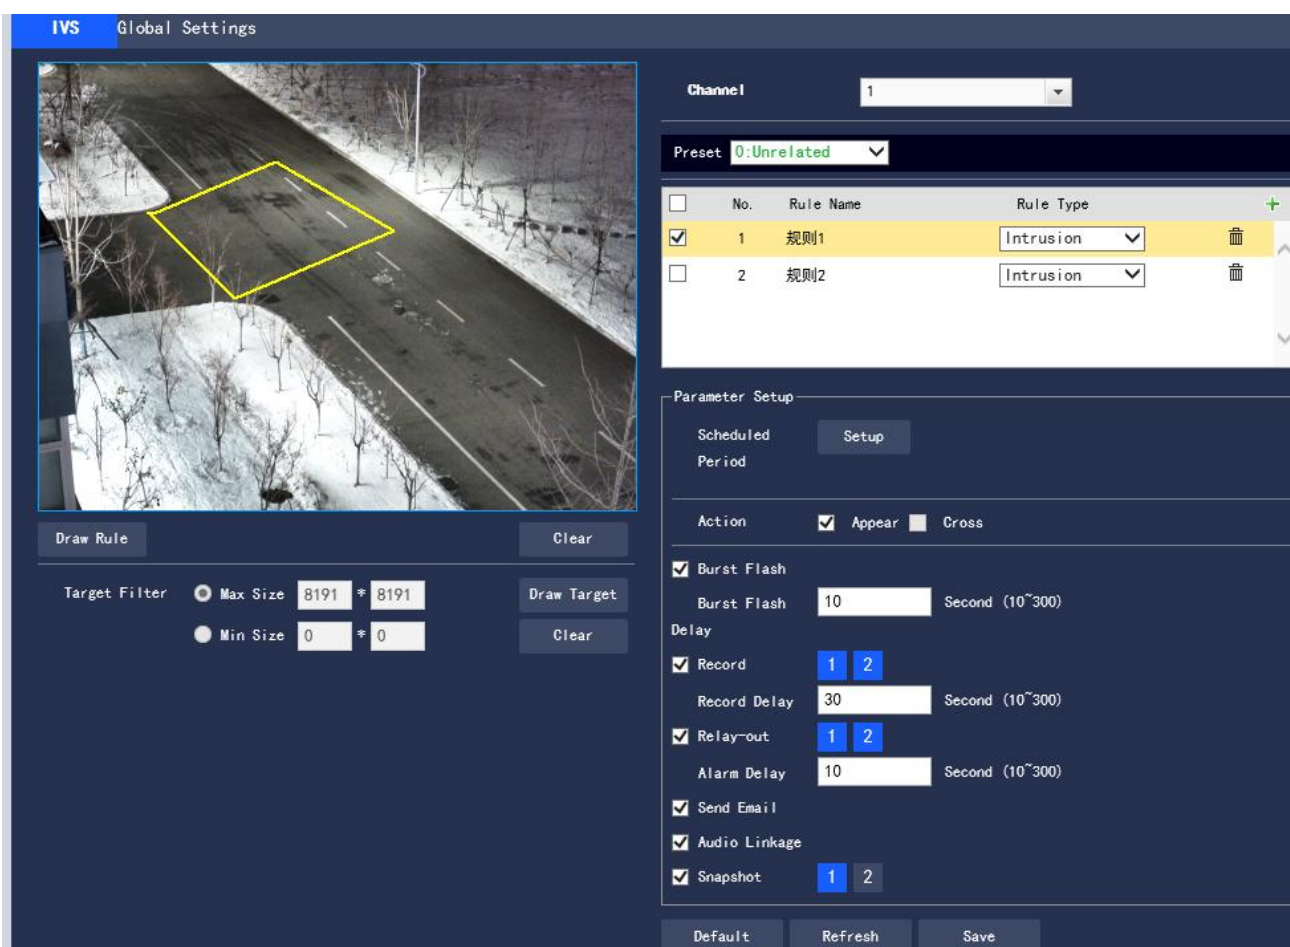 IVS Global Settings
Channel 1
Preset 0:Unrelated
No. Rule Name Rule Type +
1 规则1 Intrusion
2 规则2 Intrusion
Parameter Setup
Scheduled Setup
Period
Action Appear Cross
Draw Rule Clear
Target Filter Max Size 8191 * 8191 Draw Target
Min Size 0 * 0 Clear
Burst Flash
Burst Flash 10 Second (10~300)
Delay
Record 1 2
Record Delay 30 Second (10~300)
Relay-out 1 2
Alarm Delay 10 Second (10~300)
Send Email
Audio Linkage
Snapshot 1 2
Default Refresh Save